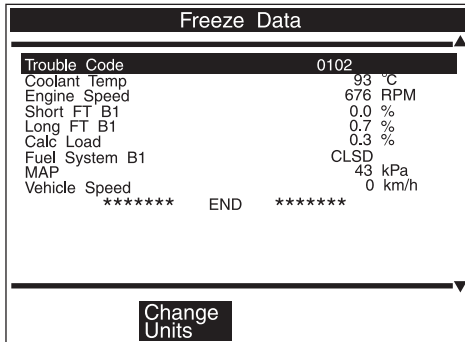 Freeze Data
Trouble Code 0102
Coolant Temp 93 °C
Engine Speed 676 RPM
Short FT B1 0.0 %
Long FT B1 0.7 %
Calc Load 0.3 %
Fuel System B1 CLSD
MAP 43 kPa
Vehicle Speed 0 km/h
******* END *******
Change
Units